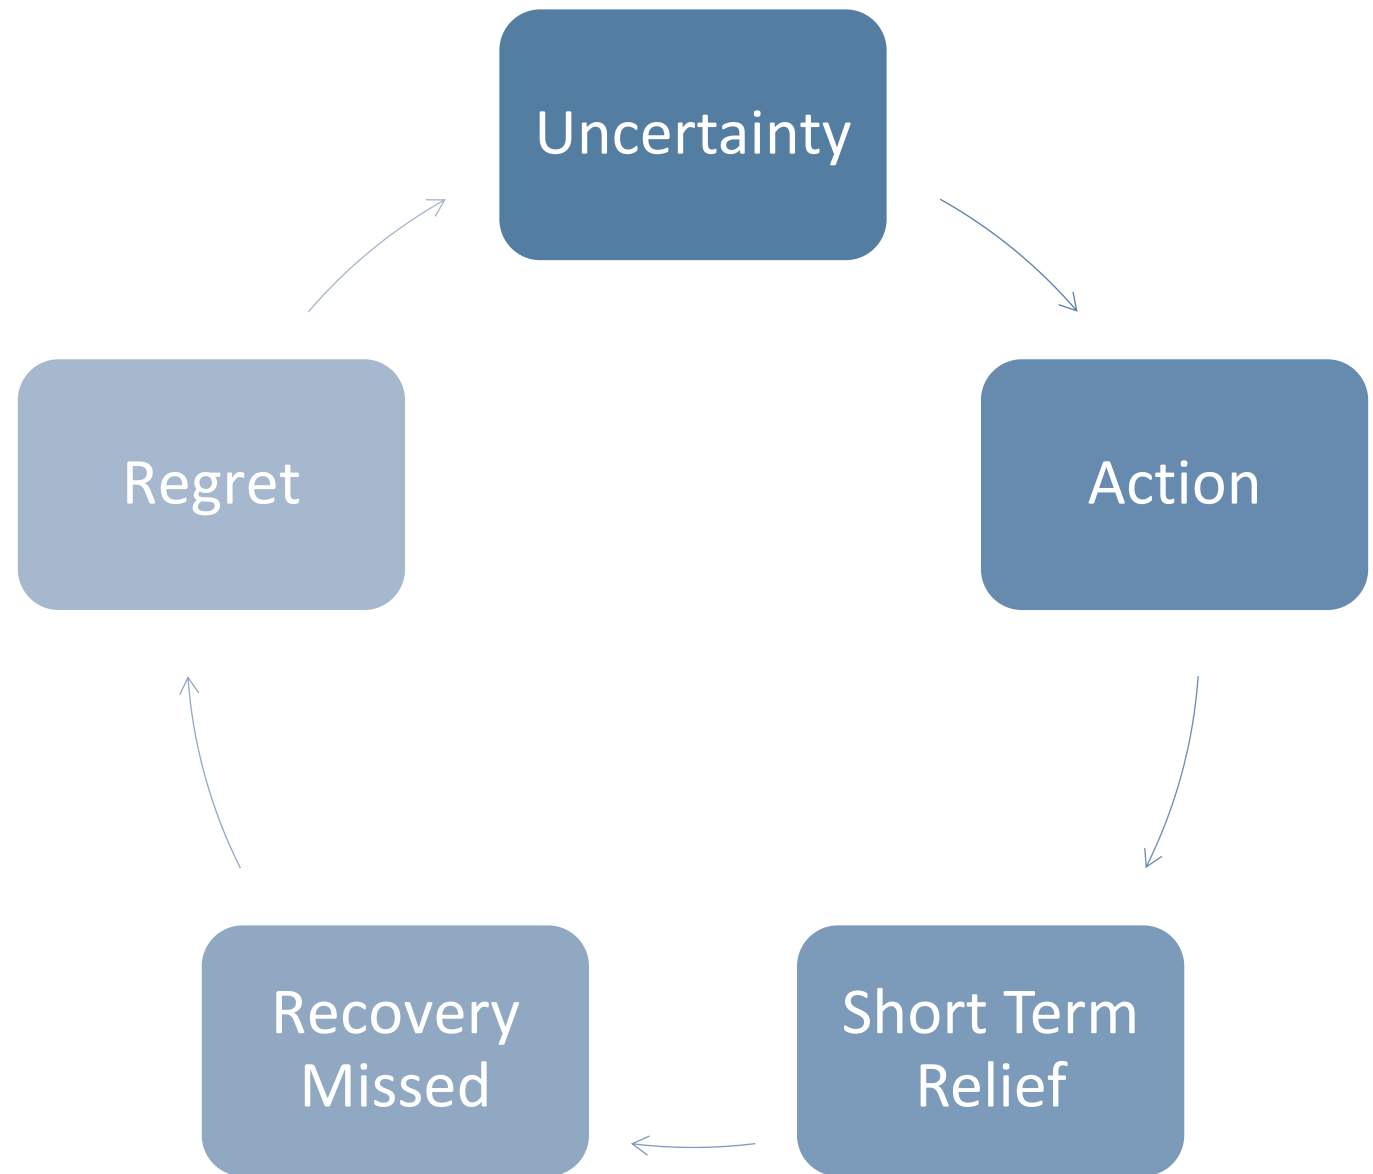 Uncertainty
Action
Short Term
Relief
Recovery
Missed
Regret